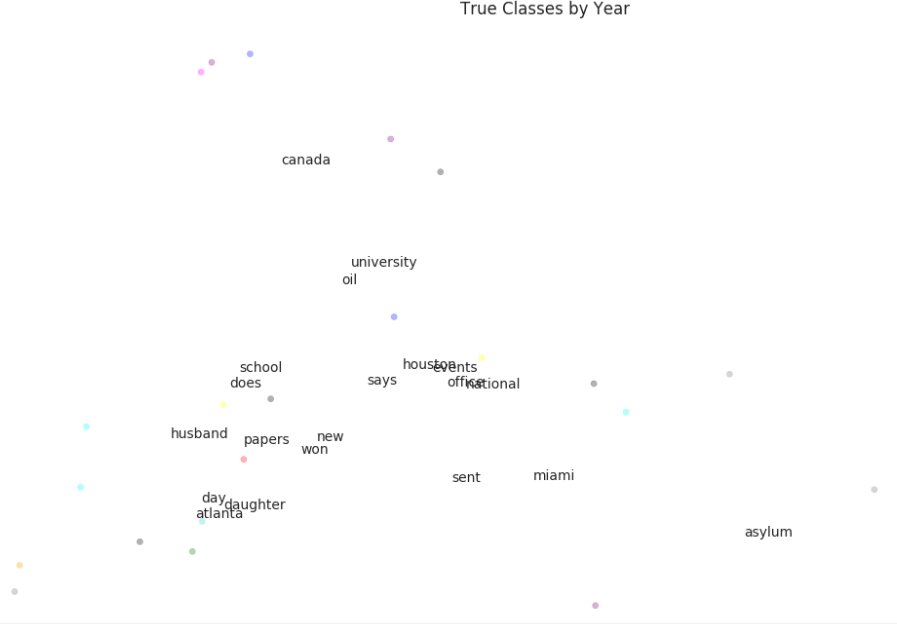 True Classes by Year
canada
university
oil
houston
events
school
says
office
national
does
husband
new
papers
won
miami
sent
day
daughter
atlanta
asylum